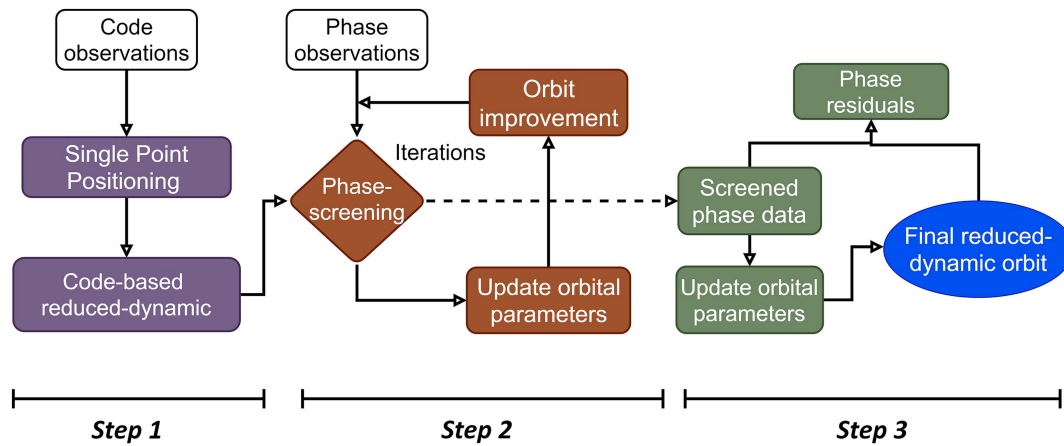 Code
observations
Single Point
Positioning
Code-based
reduced-dynamic
Phase
observations
Orbit
improvement
Iterations
Phase-
screening
Update orbital
parameters
Phase
residuals
Screened
phase data
Update orbital
parameters
Final reduced-
dynamic orbit
Step 1
Step 2
Step 3